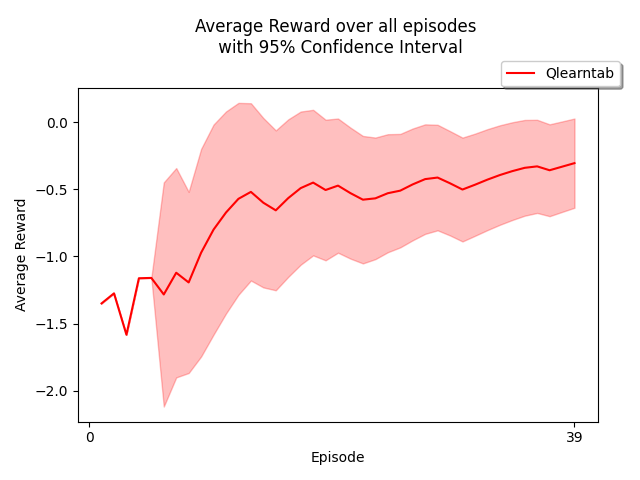 Average Reward over all episodes
with 95% Confidence Interval
Qlearntab
0.0
−0.5
−1.0
−1.5
−2.0
Average Reward
0
39
Episode